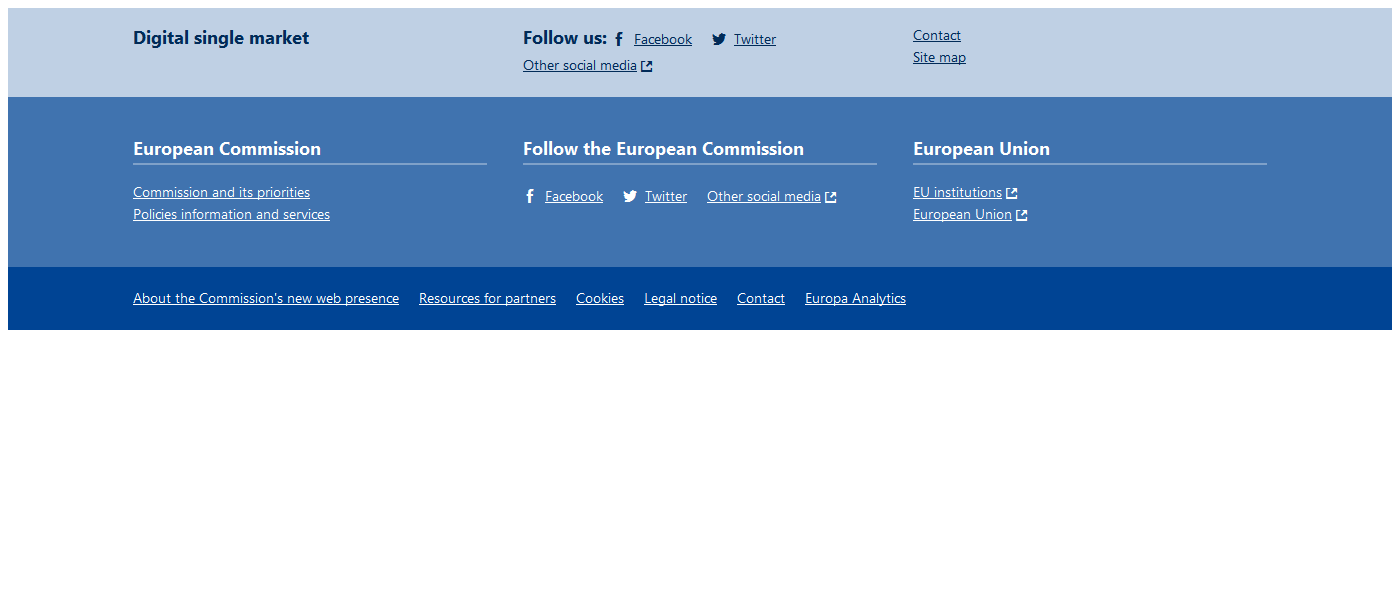 Digital single market
Follow us: Facebook Twitter
Other social media
Contact
Site map
European Commission
Commission and its priorities
Policies information and services
Follow the European Commission
Facebook Twitter Other social media
European Union
EU institutions
European Union
About the Commission's new web presence Resources for partners Cookies Legal notice Contact Europa Analytics